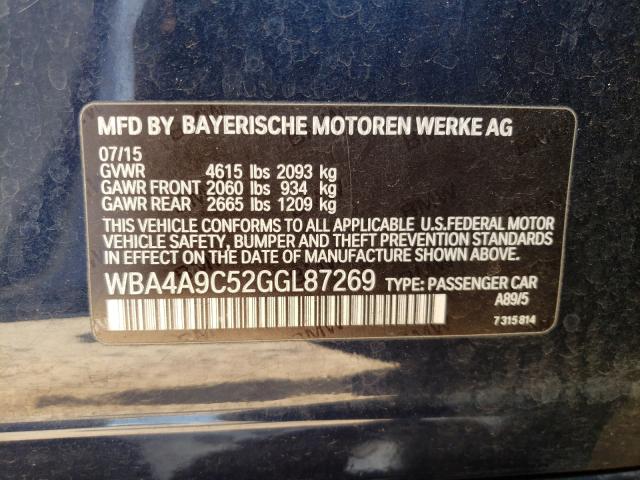 MFD BY BAYERISCHE MOTOREN WERKE AG
07/15
GVWR 4615 lbs 2093 kg
GAWR FRONT 2060 lbs 934 kg
GAWR REAR 2665 lbs 1209 kg
THIS VEHICLE CONFORMS TO ALL APPLICABLE U.S.FEDERAL MOTOR
VEHICLE SAFETY, BUMPER AND THEFT PREVENTION STANDARDS
IN EFFECT ON THE DATE OF MANUFACTURE SHOWN ABOVE.
WBA4A9C52GGL87269 TYPE: PASSENGER CAR
A89/5
7 315 814